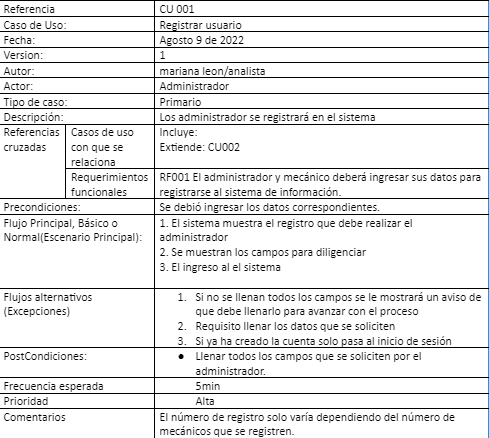 Referencia CU 001
Caso de Uso: Registrar usuario
Fecha: Agosto 9 de 2022
Version: 1
Autor: mariana leon/analista
Actor: Administrador
Tipo de caso: Primario
Descripción: Los administrador se registrará en el sistema
Referencias cruzadas
Casos de uso con que se relaciona
Incluye:
Extiende: CU002
Requerimientos funcionales
RF001 El administrador y mecánico deberá ingresar sus datos para
registrarse al sistema de información.
Precondiciones: Se debió ingresar los datos correspondientes.
Flujo Principal, Básico o
Normal(Escenario Principal):
1. El sistema muestra el registro que debe realizar el
administrador
2. Se muestran los campos para diligenciar
3. El ingreso al el sistema
Flujos alternativos
(Excepciones)
1. Si no se llenan todos los campos se le mostrará un aviso de
que debe llenarlo para avanzar con el proceso
2. Requisito llenar los datos que se soliciten
3. Si ya ha creado la cuenta solo pasa al inicio de sesión
PostCondiciones:
● Llenar todos los campos que se soliciten por el
administrador.
Frecuencia esperada 5min
Prioridad Alta
Comentarios
El número de registro solo varía dependiendo del número de
mecánicos que se registren.